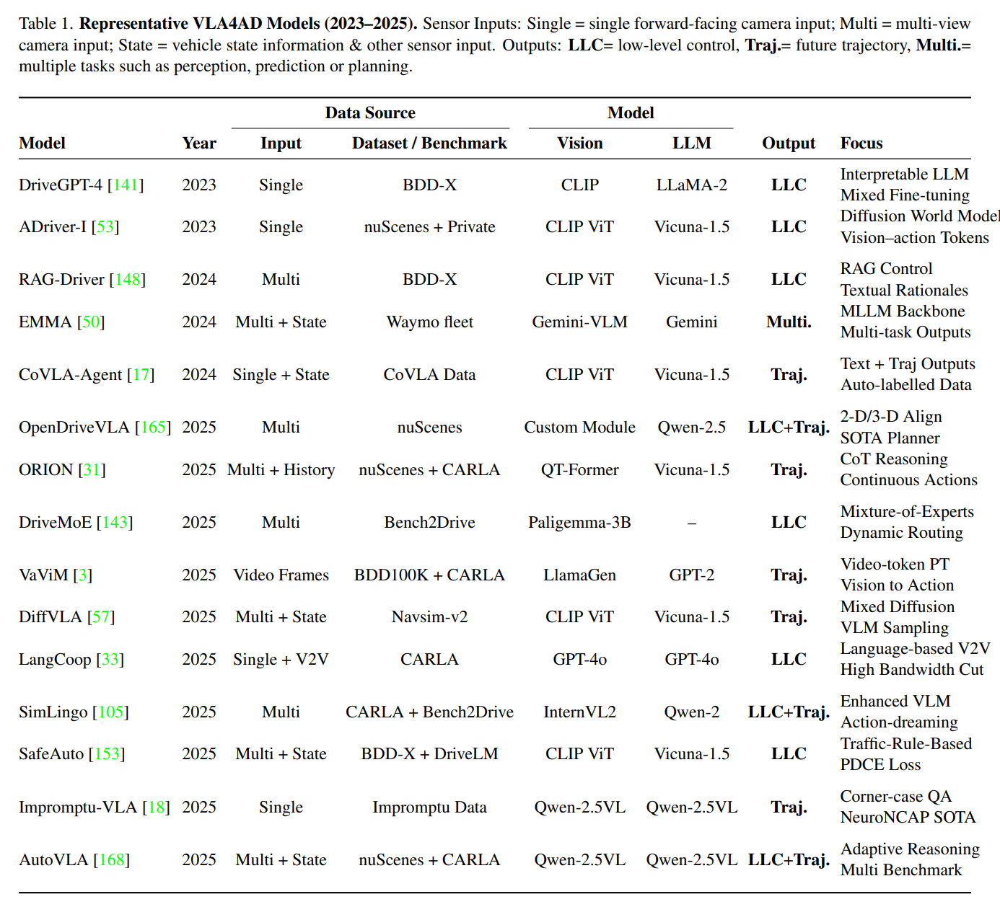 Table 1. Representative VLA4AD Models (2023–2025). Sensor Inputs: Single = single forward-facing camera input; Multi = multi-view
camera input; State = vehicle state information & other sensor input. Outputs: LLC= low-level control, Traj.= future trajectory, Multi.=
multiple tasks such as perception, prediction or planning.
Data Source Model
Model Year Input Dataset / Benchmark Vision LLM Output Focus
DriveGPT-4 [141] 2023 Single BDD-X CLIP LLaMA-2 LLC Interpretable LLM
Mixed Fine-tuning
ADriver-I [53] 2023 Single nuScenes + Private CLIP ViT Vicuna-1.5 LLC Diffusion World Model
Vision–action Tokens
RAG-Driver [148] 2024 Multi BDD-X CLIP ViT Vicuna-1.5 LLC RAG Control
Textual Rationales
EMMA [50] 2024 Multi + State Waymo fleet Gemini-VLM Gemini Multi. MLLM Backbone
Multi-task Outputs
CoVLA-Agent [17] 2024 Single + State CoVLA Data CLIP ViT Vicuna-1.5 Traj. Text + Traj Outputs
Auto-labelled Data
OpenDriveVLA [165] 2025 Multi nuScenes Custom Module Qwen-2.5 LLC+Traj. 2-D/3-D Align
SOTA Planner
ORION [31] 2025 Multi + History nuScenes + CARLA QT-Former Vicuna-1.5 Traj. CoT Reasoning
Continuous Actions
DriveMoE [143] 2025 Multi Bench2Drive Paligemma-3B – LLC Mixture-of-Experts
Dynamic Routing
VaViM [3] 2025 Video Frames BDD100K + CARLA LlamaGen GPT-2 Traj. Video-token PT
Vision to Action
DiffVLA [57] 2025 Multi + State Navsim-v2 CLIP ViT Vicuna-1.5 Traj. Mixed Diffusion
VLM Sampling
LangCoop [33] 2025 Single + V2V CARLA GPT-4o GPT-4o LLC Language-based V2V
High Bandwidth Cut
SimLingo [105] 2025 Multi CARLA + Bench2Drive InternVL2 Qwen-2 LLC+Traj. Enhanced VLM
Action-dreaming
SafeAuto [153] 2025 Multi + State BDD-X + DriveLM CLIP ViT Vicuna-1.5 LLC Traffic-Rule-Based
PDCE Loss
Impromptu-VLA [18] 2025 Single Impromptu Data Qwen-2.5VL Qwen-2.5VL Traj. Corner-case QA
NeuroNCAP SOTA
AutoVLA [168] 2025 Multi + State nuScenes + CARLA Qwen-2.5VL Qwen-2.5VL LLC+Traj. Adaptive Reasoning
Multi Benchmark